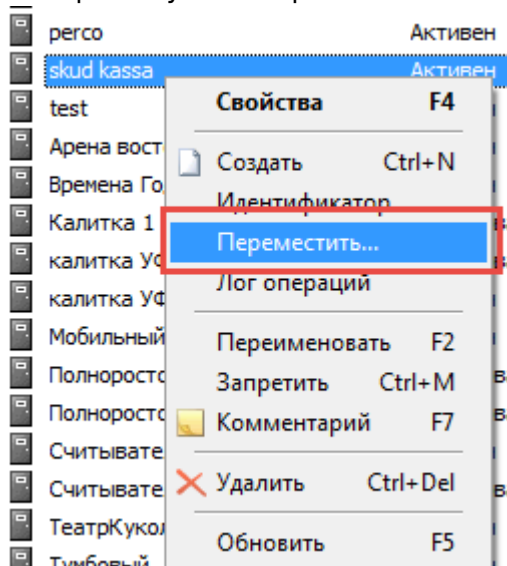 perco Активен
skud kassa Активен
test
Свойства F4
Арена вост
Создать Ctrl+N
Времена Го
Идентификатор
Калитка 1
Переместить...
калитка УФ
Лог операций
калитка УФ
Мобильный
Переименовать F2
Полноросто
Запретить Ctrl+M
Полноросто
Комментарий F7
Считывате
Удалить Ctrl+Del
Считывате
ТеатрКукол
Обновить F5
Тумбовый